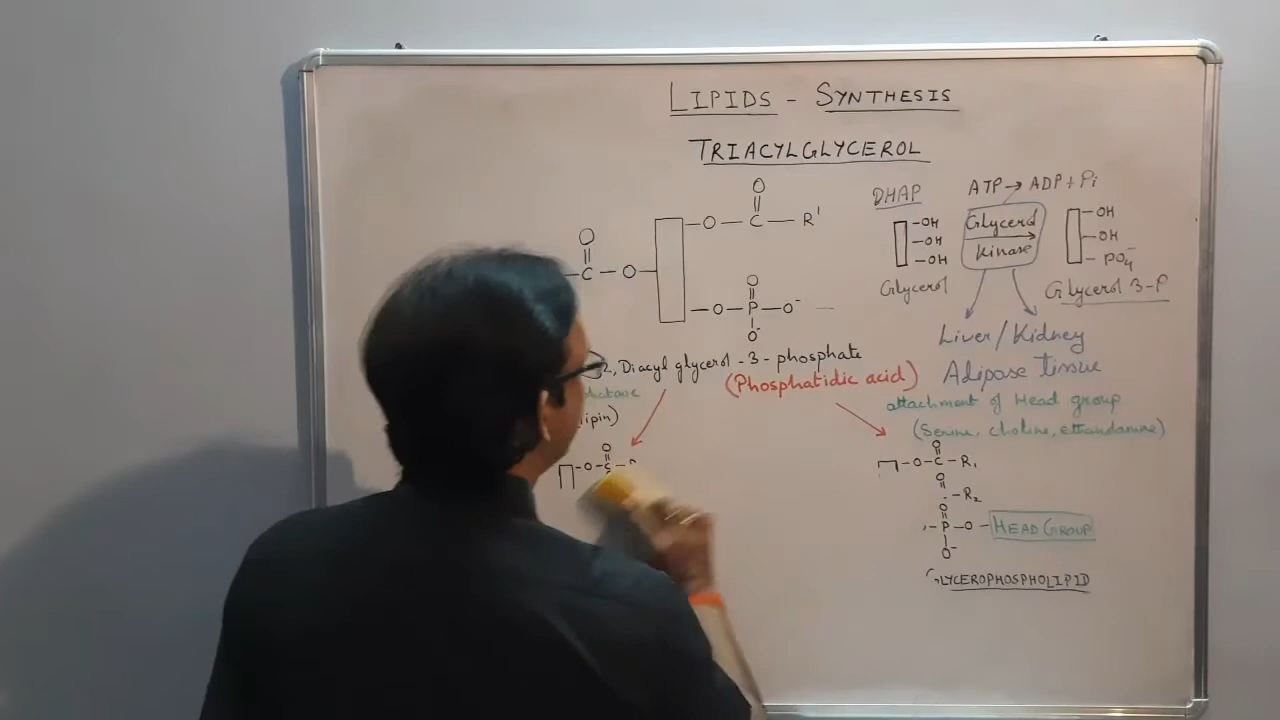 LIPIDS - SYNTHESIS
TRIACYLGLYCEROL
DHAP
ATP → ADP + Pi
-OH
-OH
-OH
Glycerol
Glycerol
Kinase
-OH
-OH
- PO4-
Glycerol 3-P
O
-O-C-R'
O
-C-O-
O
-O-P-O-
O-
2, Diacyl glycerol - 3 - phosphate
(Phosphatidic acid)
Liver / Kidney
Adipose tissue
attachment of Head group
(Serine, choline, ethanolamine)
lipin)
O
-O-C-
O
-O-C-R1
O
-R2
O
-P-O-HEAD GROUP
O-
GLYCEROPHOSPHOLIPID